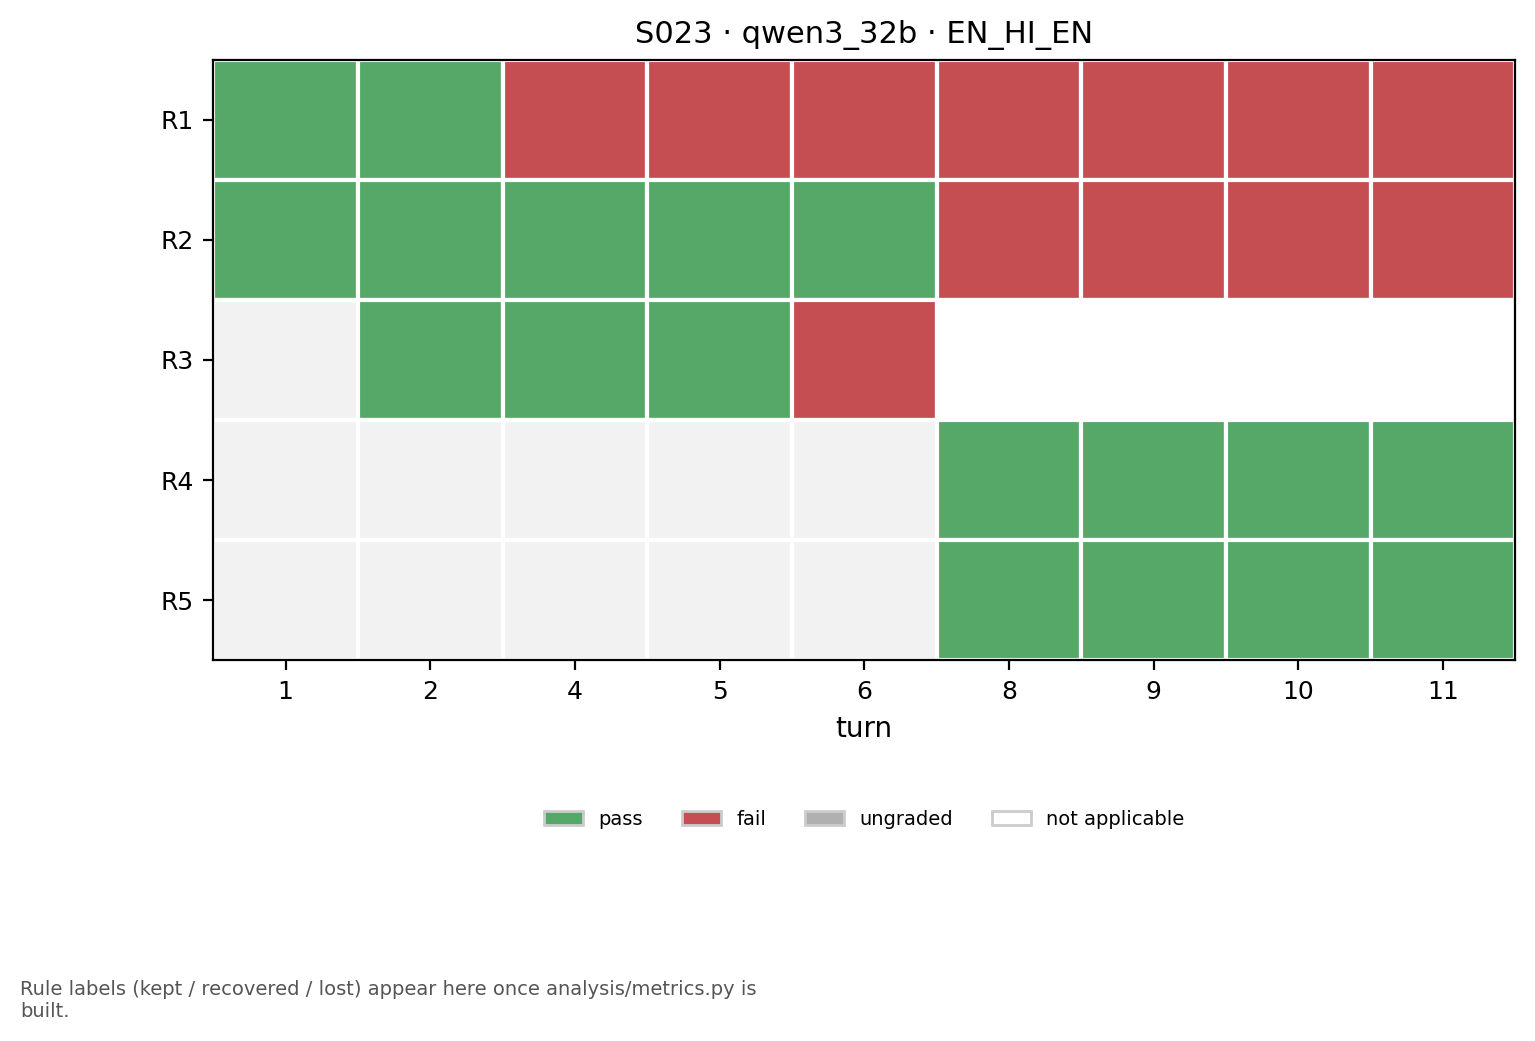 S023 · qwen3_32b · EN_HI_EN
R1
R2
R3
R4
R5
1 2 4 5 6 8 9 10 11
turn
pass fail ungraded not applicable
Rule labels (kept / recovered / lost) appear here once analysis/metrics.py is
built.